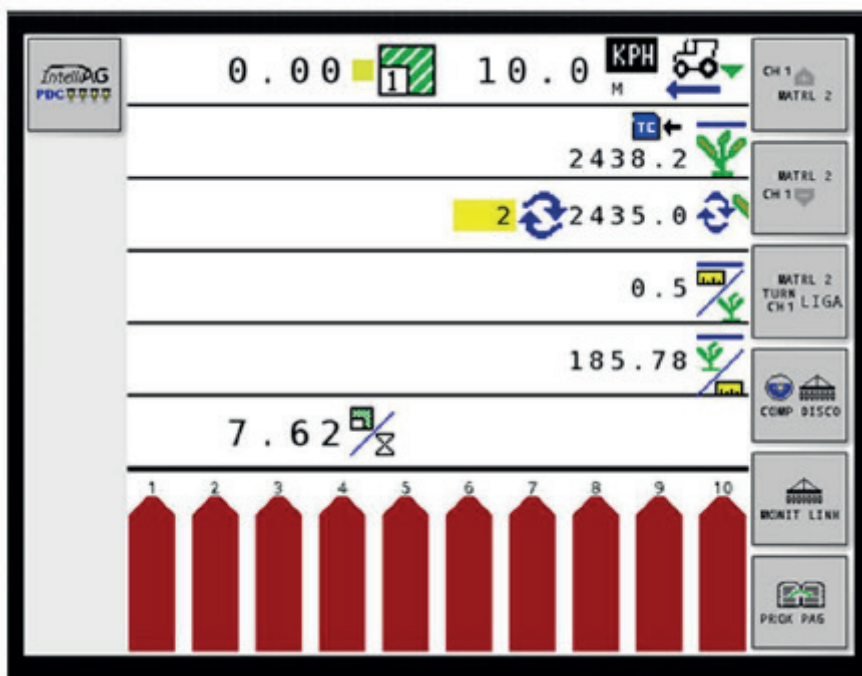 IntelliAG
PDC
0.00
1
10.0
KPH
M
TC
2438.2
2
2435.0
0.5
185.78
7.62
1 2 3 4 5 6 7 8 9 10
CH 1
MATRL 2
MATRL 2
CH 1
MATRL 2
TURN
CH 1 LIGA
COMP DISCO
MONIT LINH
PROX PAG